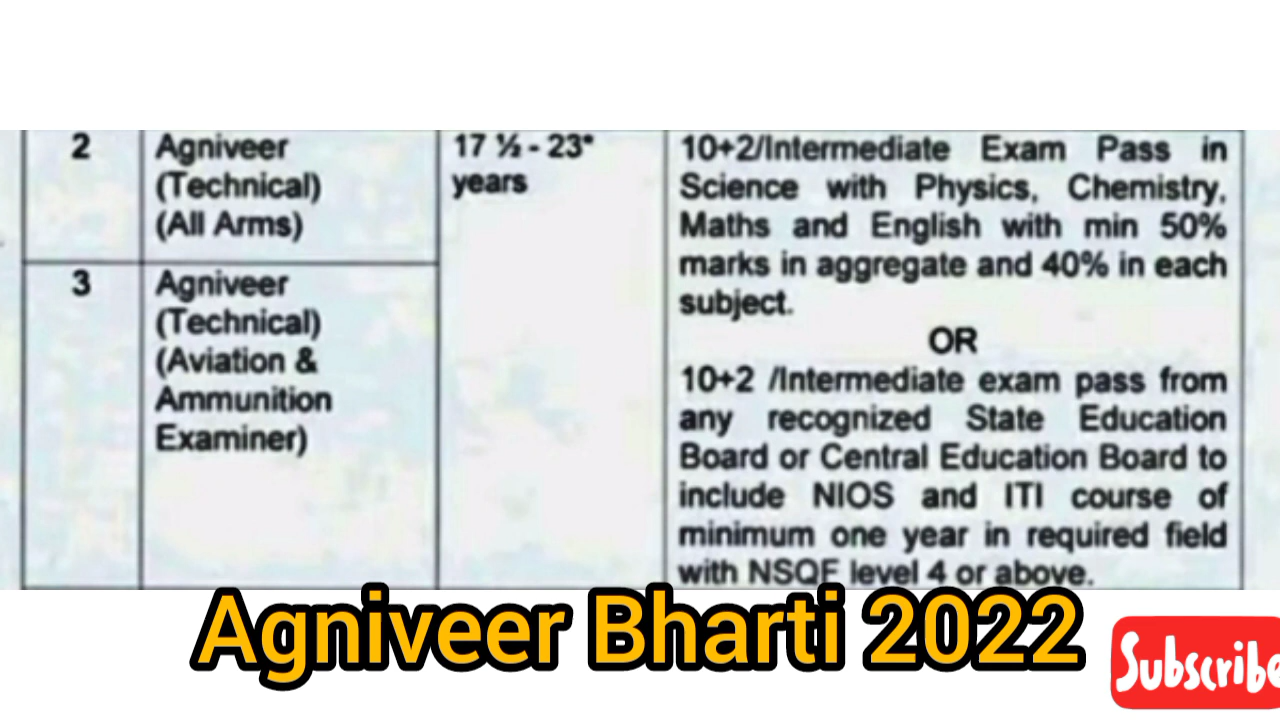 2
Agniveer
(Technical)
(All Arms)
17 ½ - 23*
years
10+2/Intermediate Exam Pass in
Science with Physics, Chemistry,
Maths and English with min 50%
marks in aggregate and 40% in each
subject.
OR
10+2 /Intermediate exam pass from
any recognized State Education
Board or Central Education Board to
include NIOS and ITI course of
minimum one year in required field
with NSQF level 4 or above.
3
Agniveer
(Technical)
(Aviation &
Ammunition
Examiner)
Agniveer Bharti 2022
Subscribe